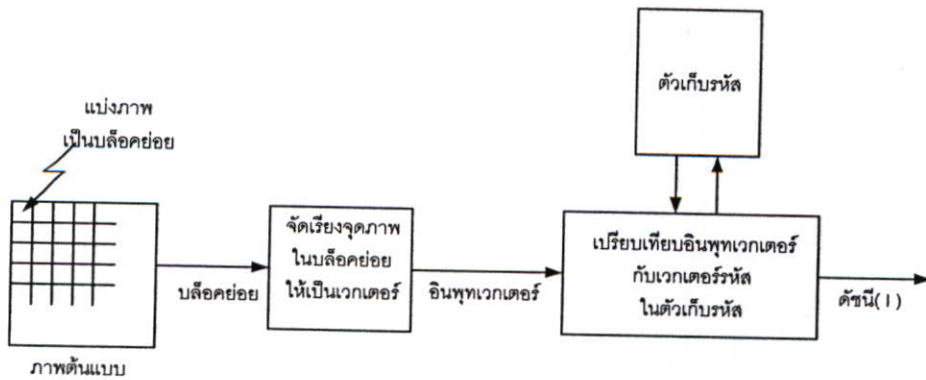 ตัวเก็บรหัส
แบ่งภาพ
เป็นบล็อคย่อย
จัดเรียงจุดภาพ
ในบล็อคย่อย
ให้เป็นเวกเตอร์
เปรียบเทียบอินพุทเวกเตอร์
กับเวกเตอร์รหัส
ในตัวเก็บรหัส
บล็อคย่อย
อินพุทเวกเตอร์
ดัชนี(I)
ภาพต้นแบบ